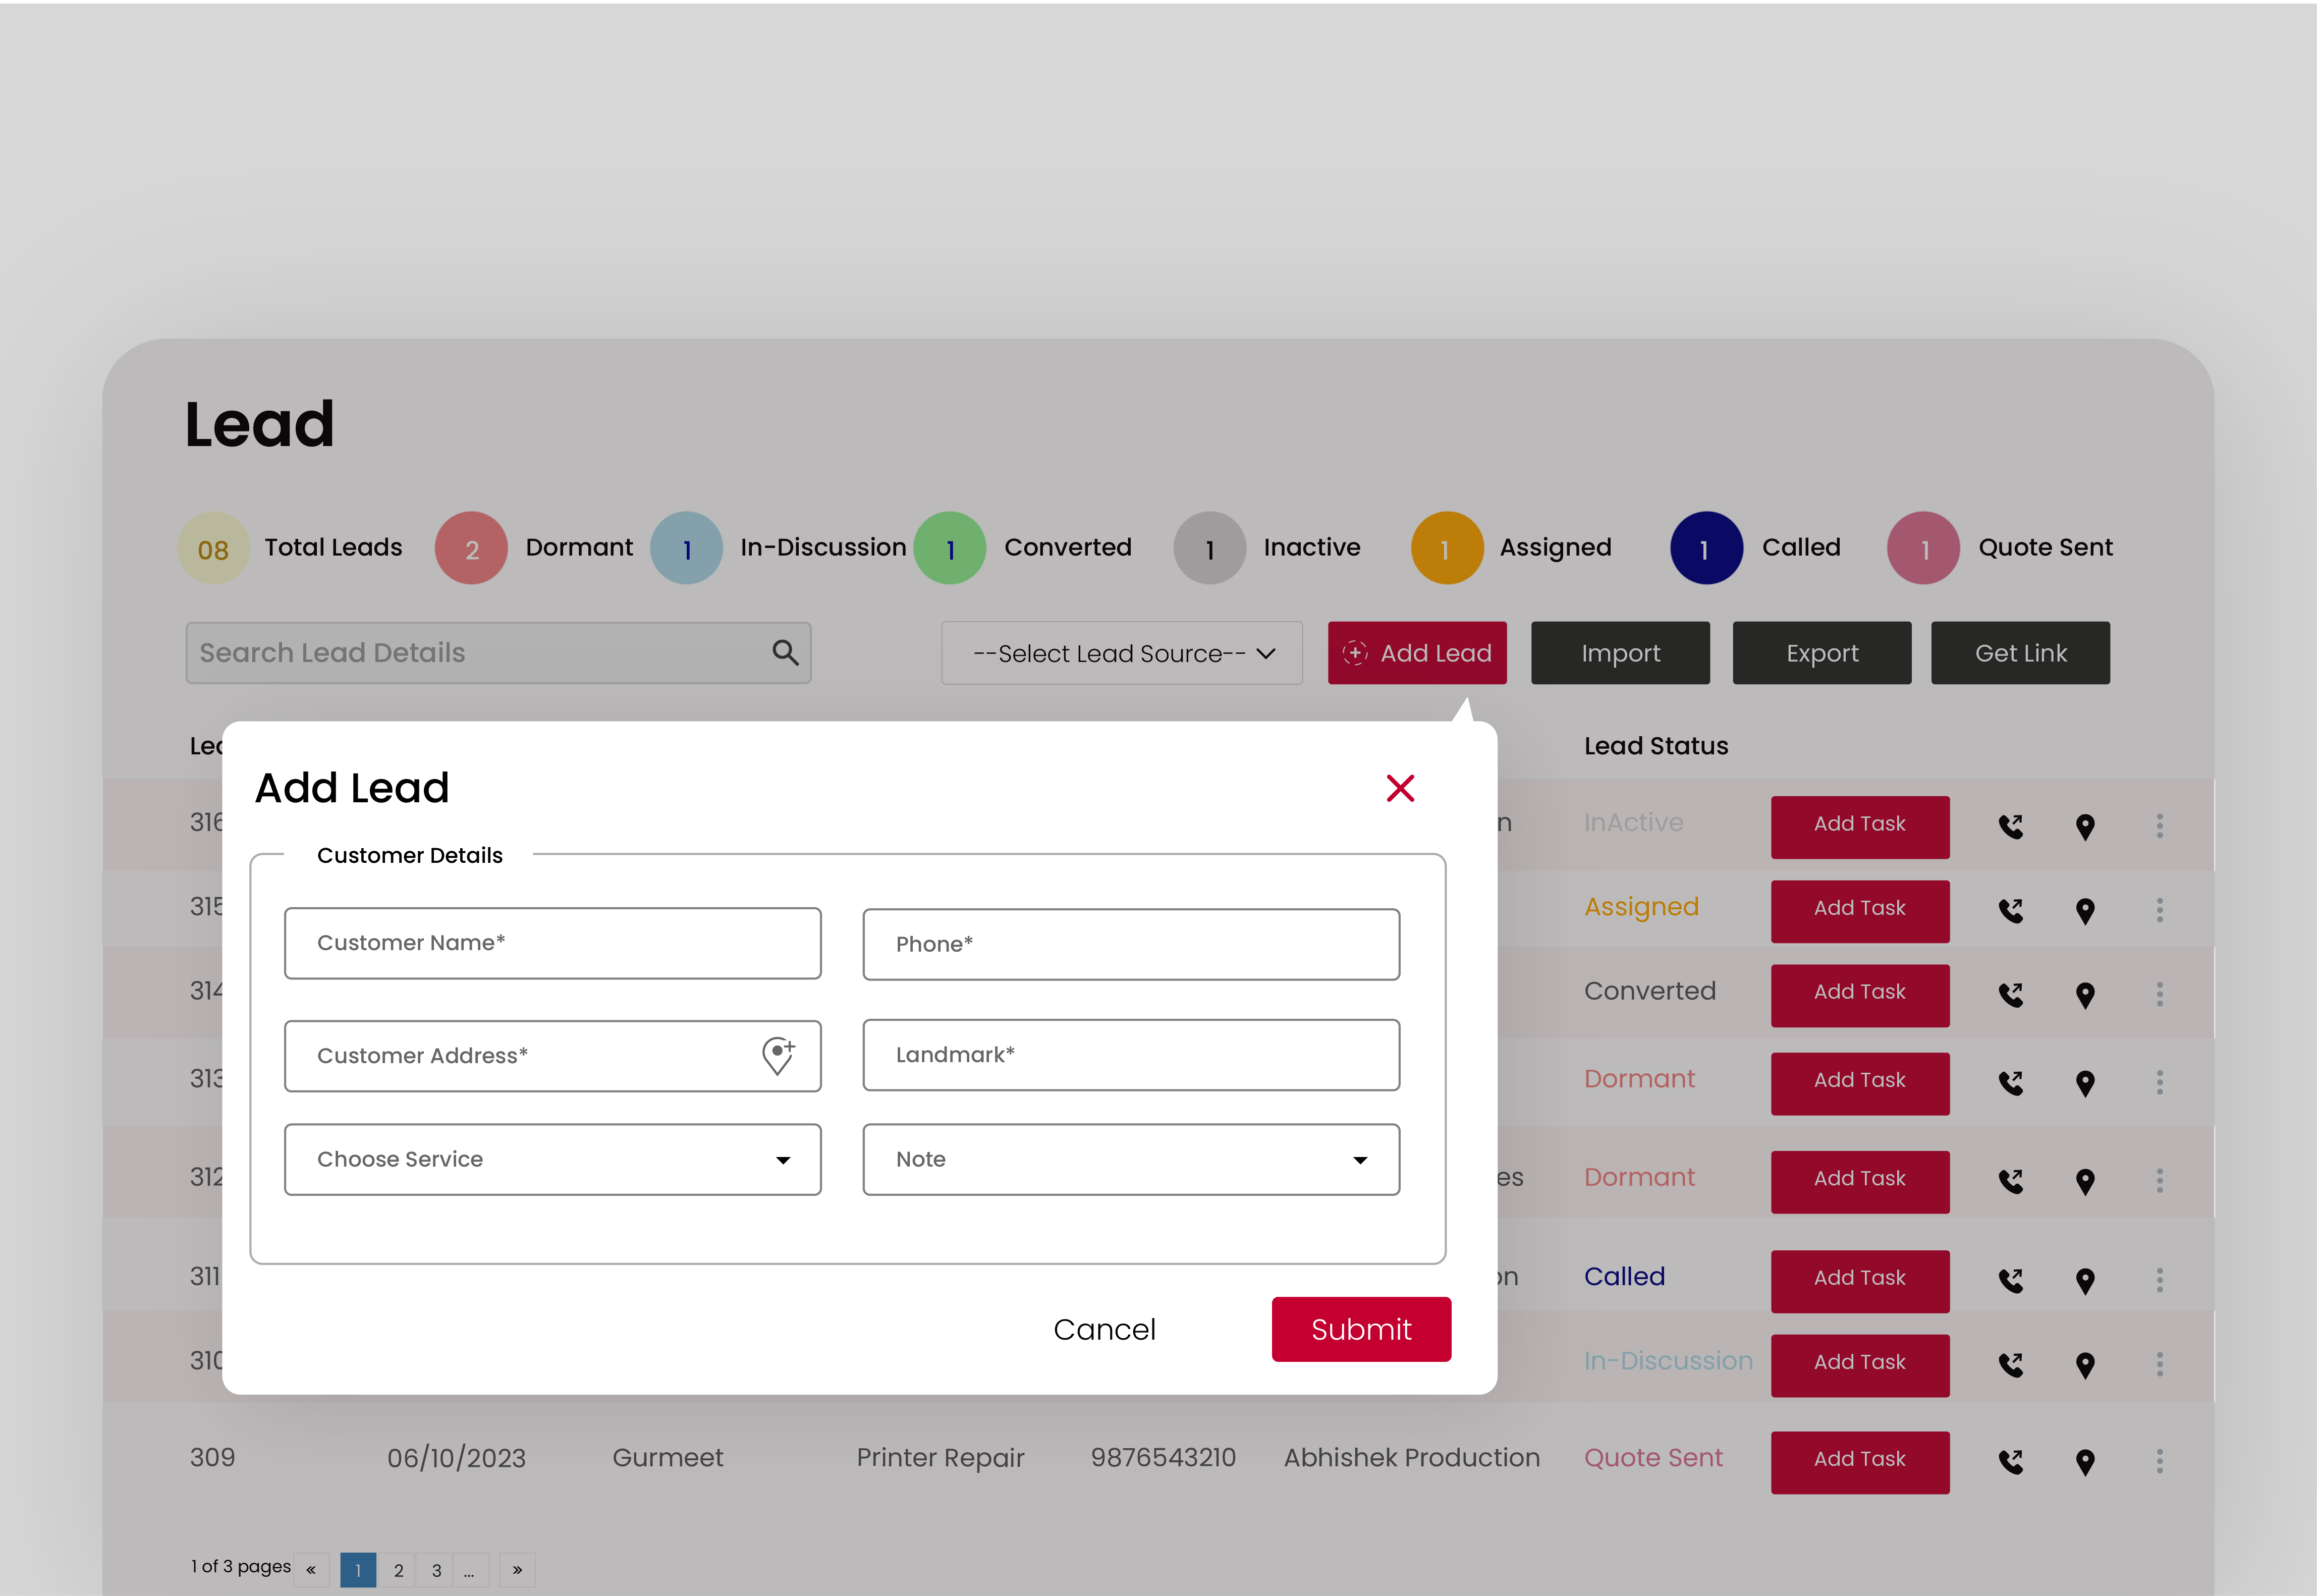 Lead
08 Total Leads 2 Dormant 1 In-Discussion 1 Converted 1 Inactive 1 Assigned 1 Called 1 Quote Sent
Search Lead Details --Select Lead Source-- Add Lead Import Export Get Link
Lead Status
Add Lead
Customer Details
Customer Name* Phone*
Customer Address* Landmark*
Choose Service Note
Cancel Submit
316 InActive Add Task
315 Assigned Add Task
314 Converted Add Task
313 Dormant Add Task
312 Dormant Add Task
311 Called Add Task
310 In-Discussion Add Task
309 06/10/2023 Gurmeet Printer Repair 9876543210 Abhishek Production Quote Sent Add Task
1 of 3 pages « 1 2 3 ... »